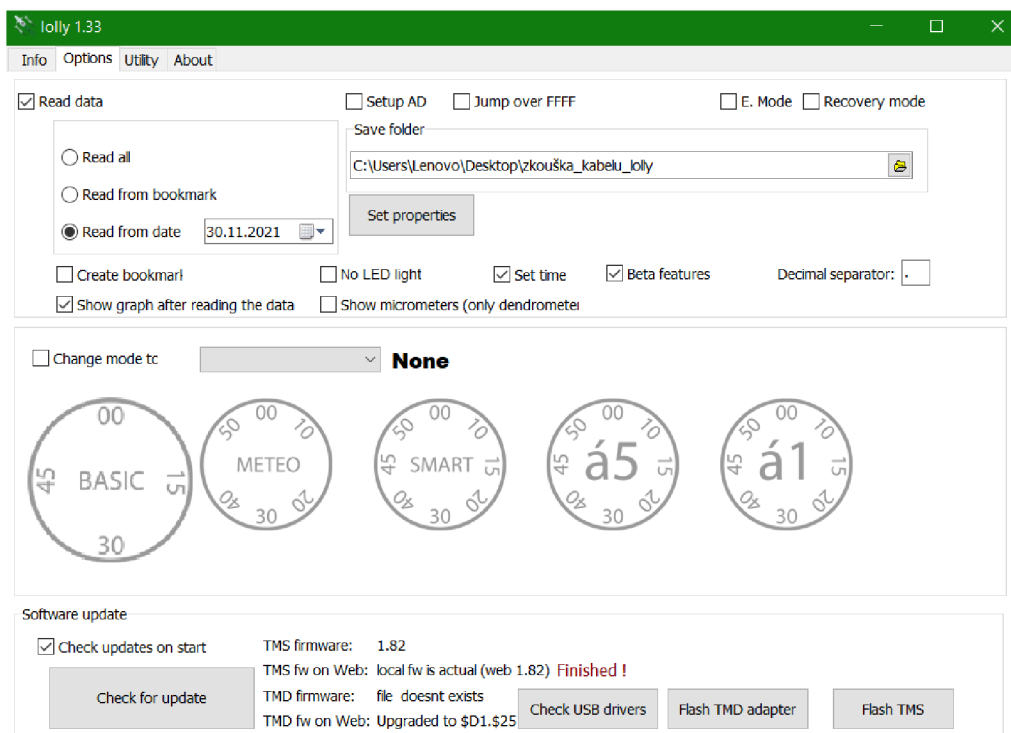 lolly 1.33
Info Options Utility About
Read data Setup AD Jump over FFFF E. Mode Recovery mode
Save folder
Read all C:\Users\Lenovo\Desktop\zkouška_kabelu_lolly
Read from bookmark
Set properties
Read from date 30.11.2021
Create bookmark No LED light Set time Beta features Decimal separator: .
Show graph after reading the data Show micrometers (only dendrometer
Change mode to None
00 15 30 45 BASIC
00 10 20 30 40 50 METEO
00 10 15 20 30 40 45 50 SMART
00 10 15 20 30 40 45 50 á5
00 10 15 20 30 40 45 50 á1
Software update
Check updates on start TMS firmware: 1.82
TMS fw on Web: local fw is actual (web 1.82) Finished !
Check for update TMD firmware: file doesnt exists Check USB drivers Flash TMD adapter Flash TMS
TMD fw on Web: Upgraded to $D1.$25